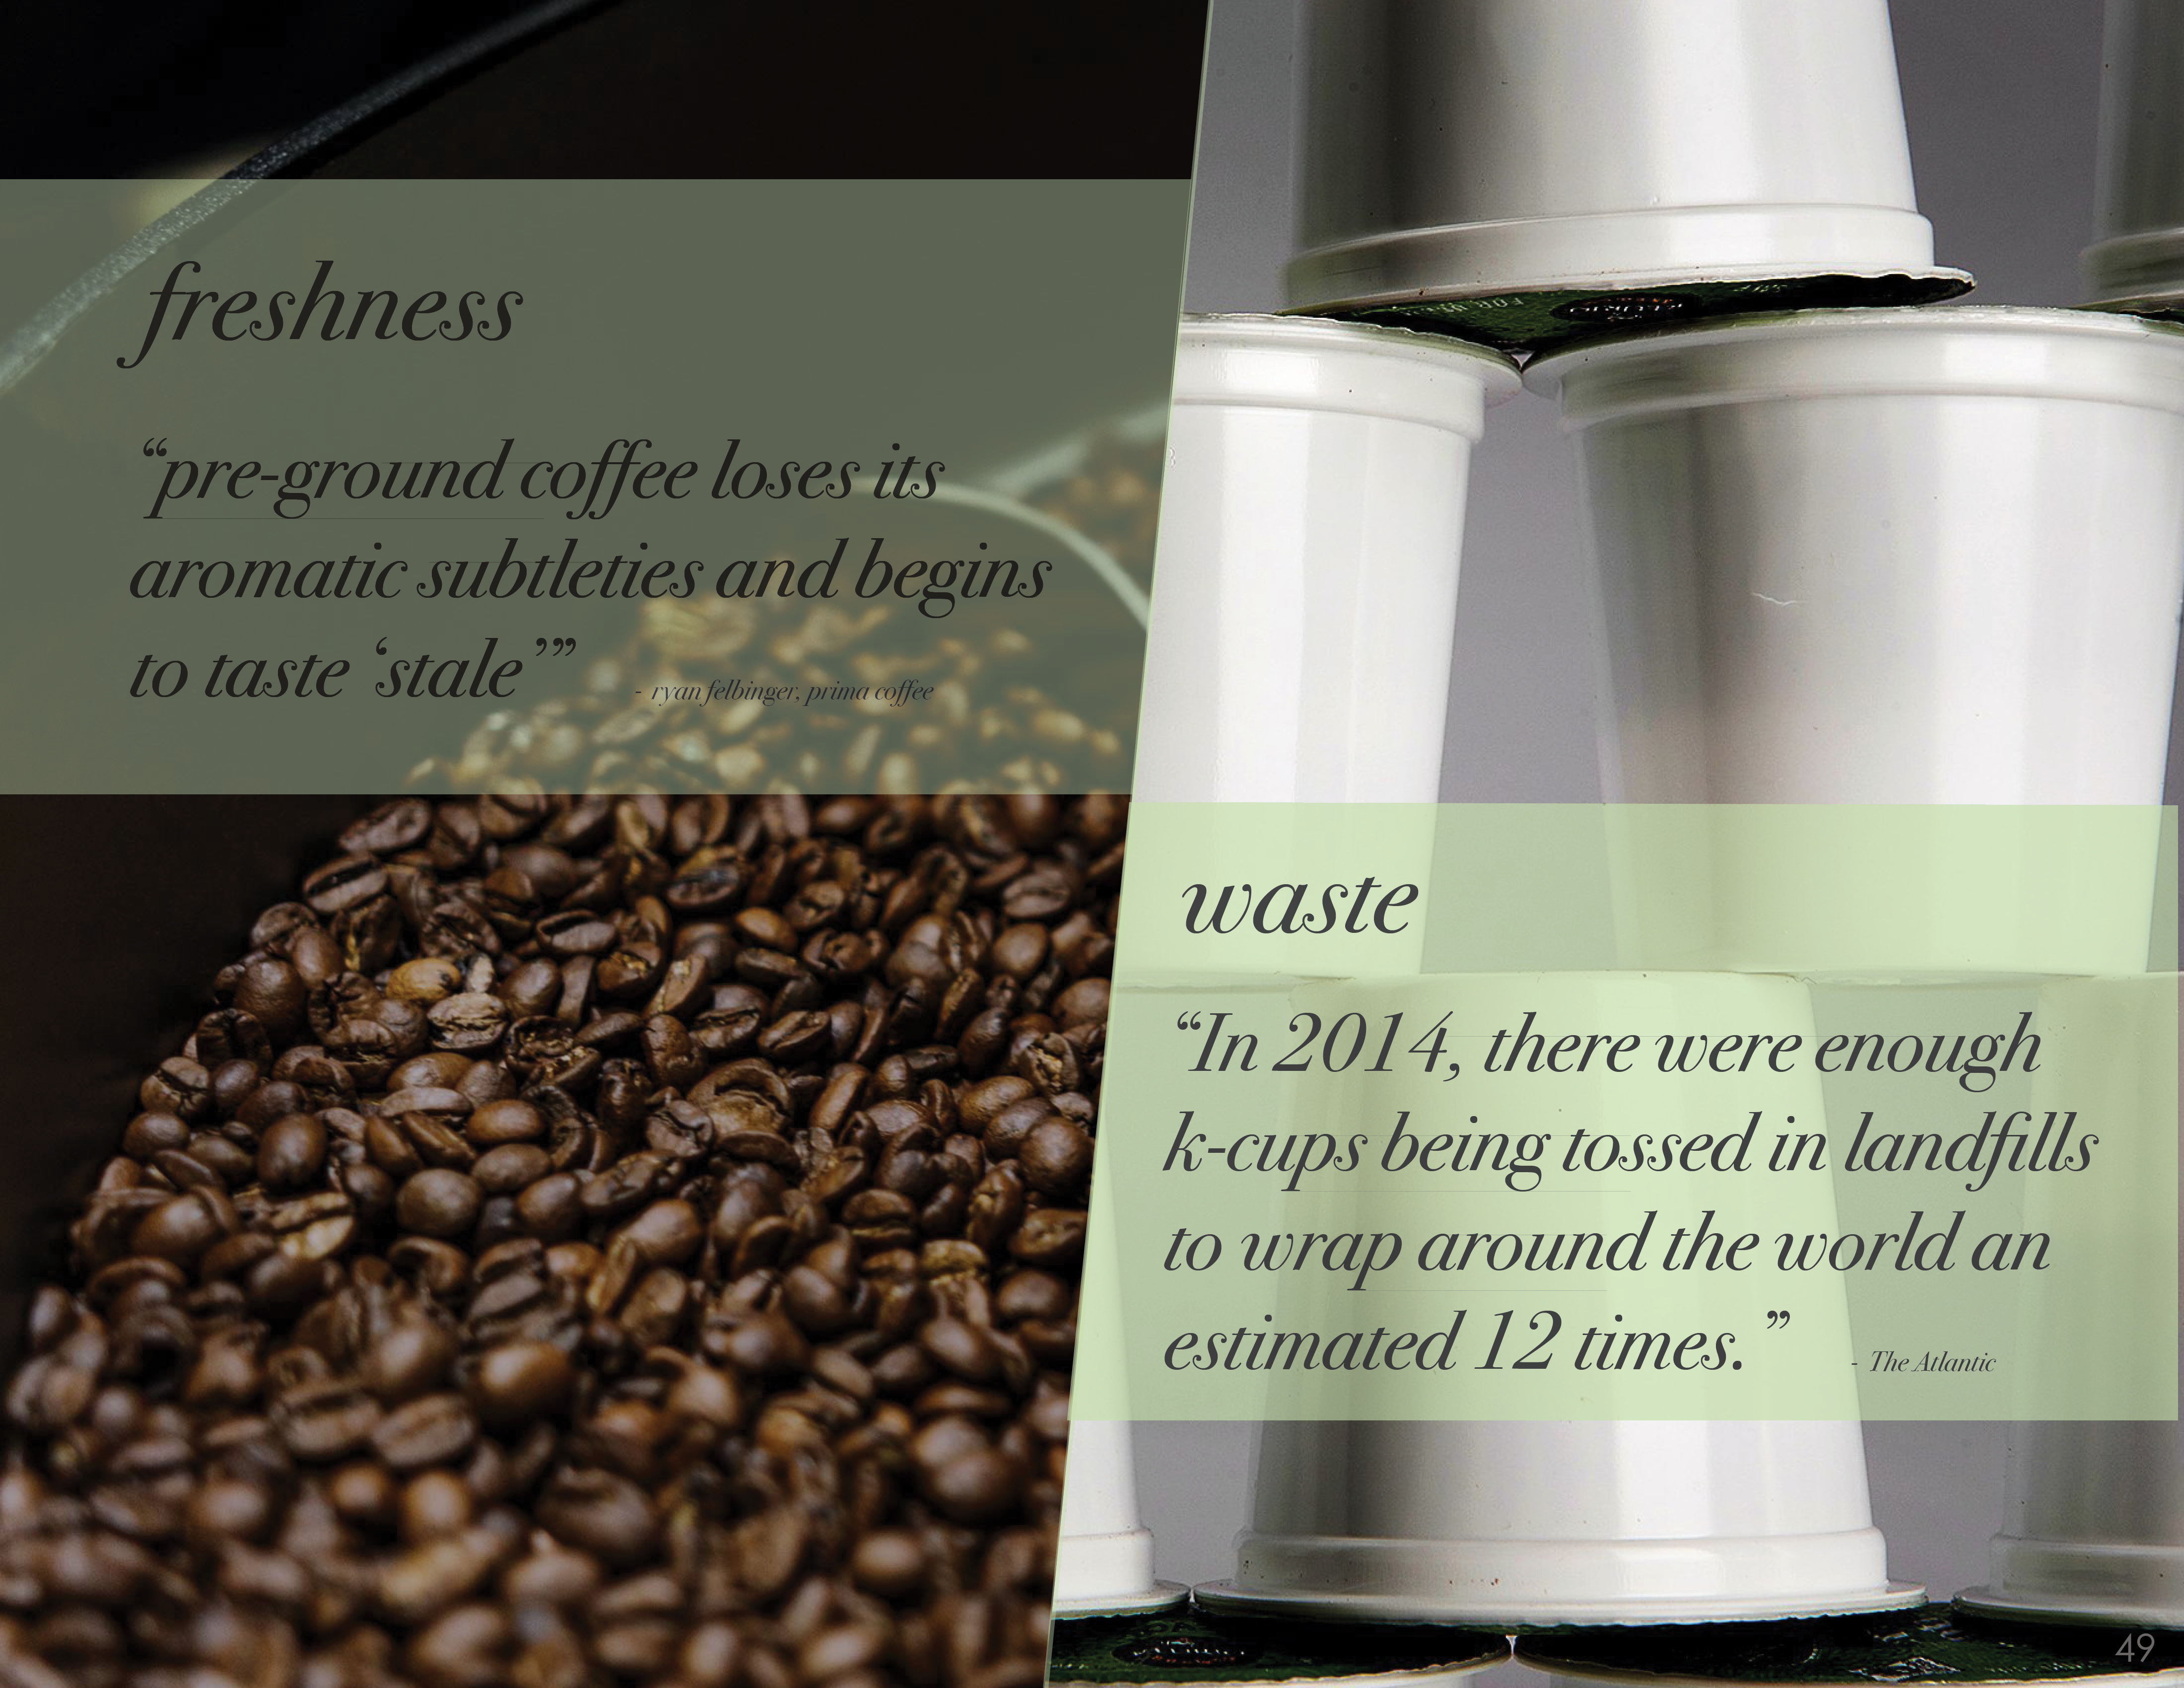 freshness
“pre-ground coffee loses its
aromatic subtleties and begins
to taste ‘stale’”
- ryan felbinger, prima coffee
waste
“In 2014, there were enough
k-cups being tossed in landfills
to wrap around the world an
estimated 12 times.”
- The Atlantic
49